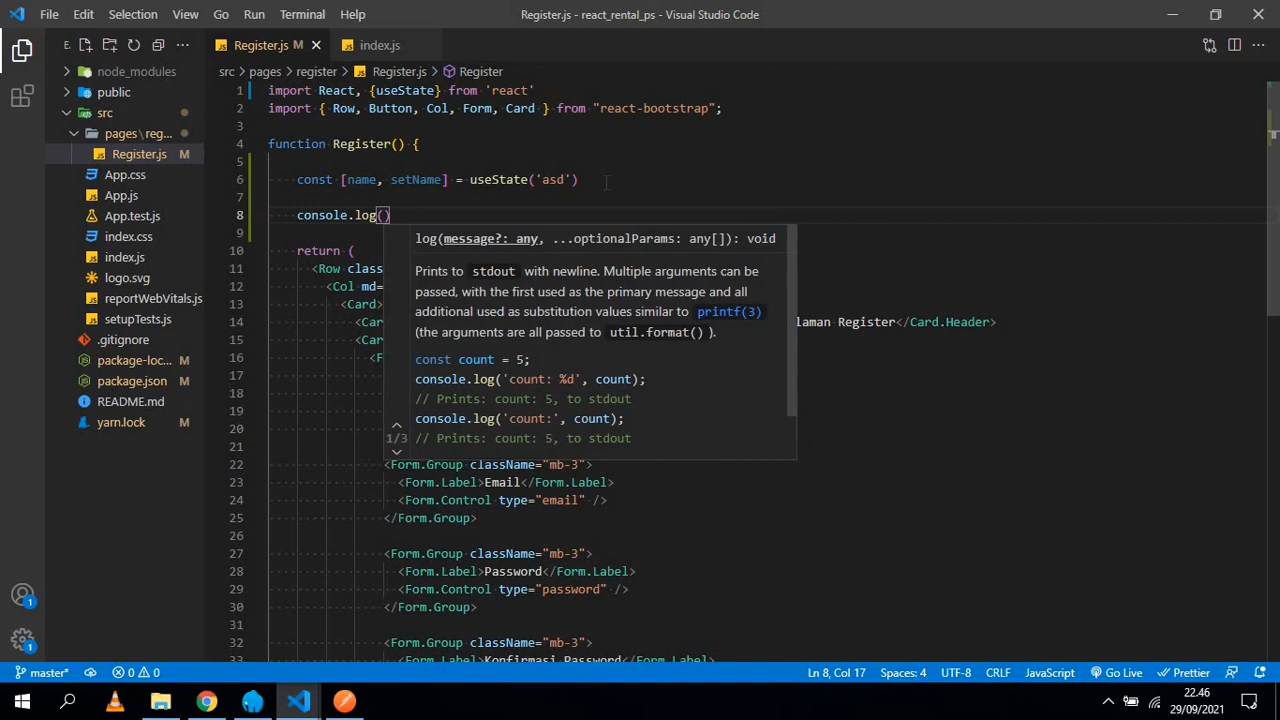 File Edit Selection View Go Run Terminal Help
Register.js - react_rental_ps - Visual Studio Code
E.
node_modules
public
src
pages\reg...
Register.js M
App.css
App.js
App.test.js
index.css
index.js
logo.svg
reportWebVitals.js
setupTests.js
.gitignore
package-loc... M
package.json M
README.md
yarn.lock M
JS Register.js M
JS index.js
src > pages > register > JS Register.js > Register
1 import React, {useState} from 'react'
2 import { Row, Button, Col, Form, Card } from "react-bootstrap";
3
4 function Register() {
5
6 const [name, setName] = useState('asd')
7
8 console.log()
9
10 return (
11 <Row class
12 <Col md=
13 <Card>
14 <Car laman Register</Card.Header>
15 <Car
16 <F
17
18
19
20
21
22 <Form.Group className="mb-3">
23 <Form.Label>Email</Form.Label>
24 <Form.Control type="email" />
25 </Form.Group>
26
27 <Form.Group className="mb-3">
28 <Form.Label>Password</Form.Label>
29 <Form.Control type="password" />
30 </Form.Group>
31
32 <Form.Group className="mb-3">
33 <Form.Label>Konfirmasi Password</Form.Label>
log(message?: any, ...optionalParams: any[]): void
Prints to stdout with newline. Multiple arguments can be
passed, with the first used as the primary message and all
additional used as substitution values similar to printf(3)
(the arguments are all passed to util.format() ).
const count = 5;
console.log('count: %d', count);
// Prints: count: 5, to stdout
console.log('count:', count);
1/3
// Prints: count: 5, to stdout
1
1
master* 0 0 Ln 8, Col 17 Spaces: 4 UTF-8 CRLF JavaScript Go Live Prettier
22.46
29/09/2021